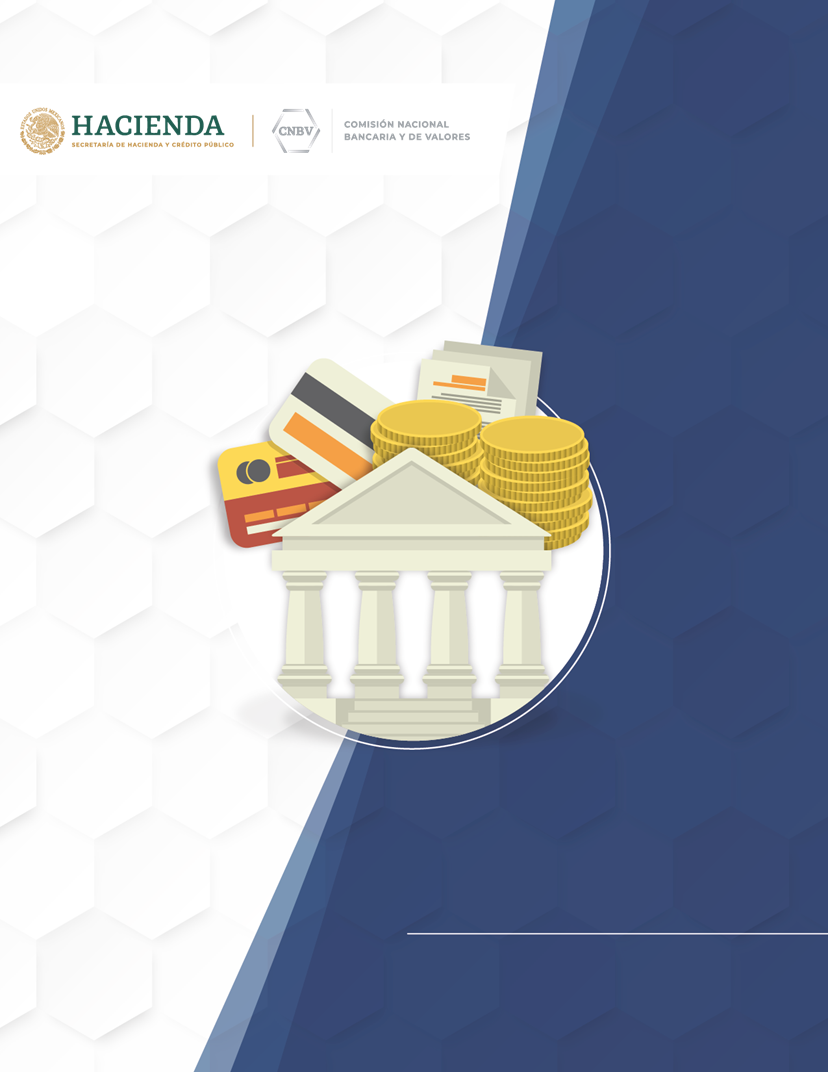 HACIENDA
SECRETARÍA DE HACIENDA Y CRÉDITO PÚBLICO
CNBV
COMISIÓN NACIONAL
BANCARIA Y DE VALORES